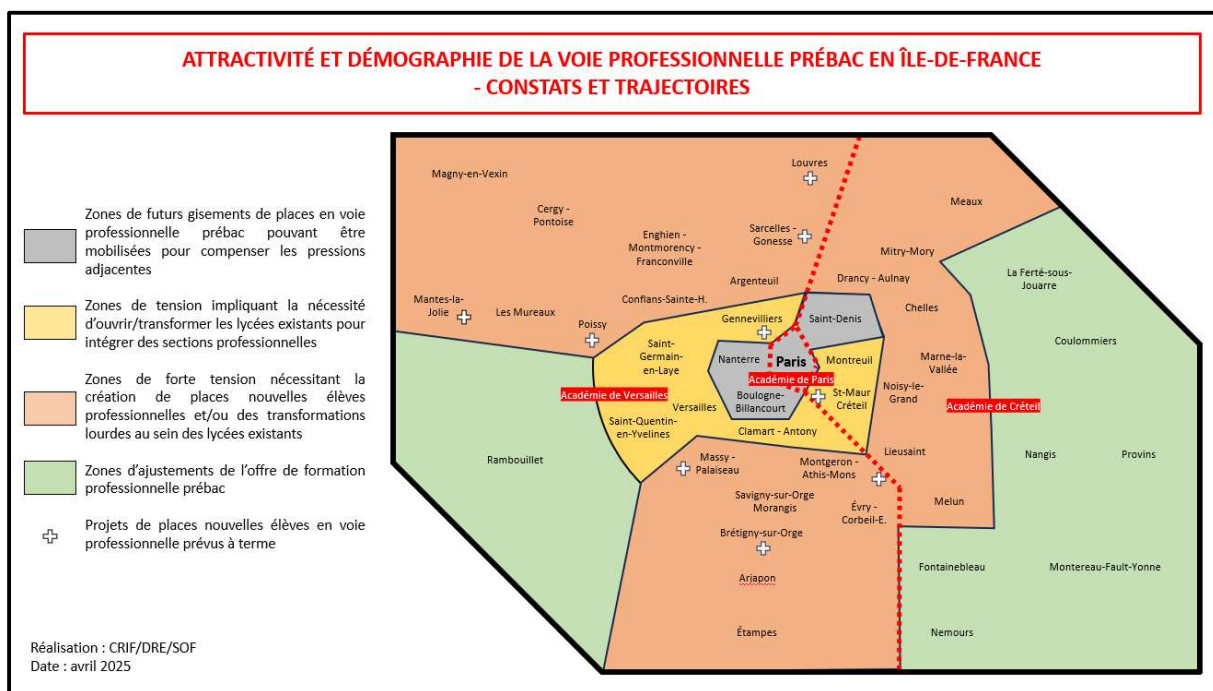 ATTRACTIVITÉ ET DÉMOGRAPHIE DE LA VOIE PROFESSIONNELLE PRÉBAC EN ÎLE-DE-FRANCE
- CONSTATS ET TRAJECTOIRES
Zones de futurs gisements de places en voie
professionnelle prébac pouvant être
mobilisées pour compenser les pressions
adjacentes
Zones de tension impliquant la nécessité
d’ouvrir/transformer les lycées existants pour
intégrer des sections professionnelles
Zones de forte tension nécessitant la
création de places nouvelles élèves
professionnelles et/ou des transformations
lourdes au sein des lycées existants
Zones d’ajustements de l’offre de formation
professionnelle prébac
Projets de places nouvelles élèves en voie
professionnelle prévus à terme
Réalisation : CRIF/DRE/SOF
Date : avril 2025
Louvres
Magny-en-Vexin
Meaux
Cergy -
Pontoise
Sarcelles -
Gonesse
Enghien -
Montmorency -
Franconville
Mitry-Mory
La Ferté-sous-
Jouarre
Argenteuil
Drancy - Aulnay
Mantes-la-
Jolie
Les Mureaux
Conflans-Sainte-H.
Chelles
Poissy
Gennevilliers
Saint-Denis
Coulommiers
Saint-
Germain-
en-Laye
Nanterre
Paris
Montreuil
Marne-la-
Vallée
Académie de Paris
Académie de Versailles
Boulogne-
Billancourt
St-Maur
Créteil
Noisy-le-
Grand
Académie de Créteil
Versailles
Saint-Quentin-
en-Yvelines
Clamart - Antony
Rambouillet
Massy -
Palaiseau
Montgeron -
Athis-Mons
Lieusaint
Nangis
Provins
Savigny-sur-Orge
Morangis
Évry -
Corbeil-E.
Melun
Brétigny-sur-Orge
Arjapon
Fontainebleau
Montereau-Fault-Yonne
Étampes
Nemours